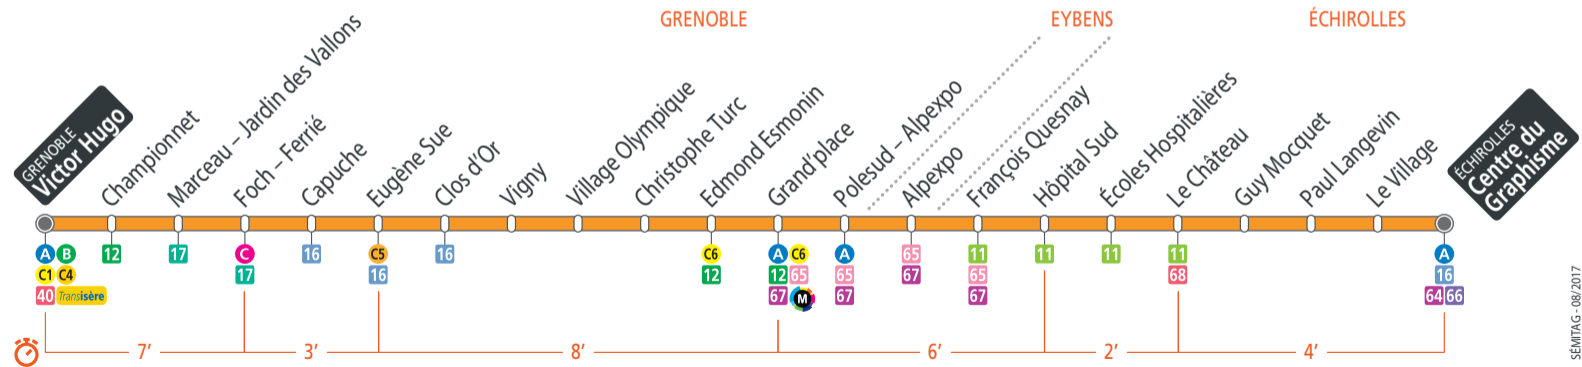 GRENOBLE
EYBENS
ÉCHIROLLES
GRENOBLE
Victor Hugo
Championnet
Marceau – Jardin des Vallons
Foch – Ferrié
Capuche
Eugène Sue
Clos d'Or
Vigny
Village Olympique
Christophe Turc
Edmond Esmonin
Grand'place
Polesud – Alpexpo
Alpexpo
François Quesnay
Hôpital Sud
Écoles Hospitalières
Le Château
Guy Mocquet
Paul Langevin
Le Village
ÉCHIROLLES
Centre du
Graphisme
A B
C1 C4
40 Transisère
12
17
C
17
16
C5
16
16
C6
12
A C6
12 65
67 M
A
65
67
65
67
11
65
67
11
11
11
68
A
16
64 66
7’
3’
8’
6’
2’
4’
SÉMITAG - 08/2017